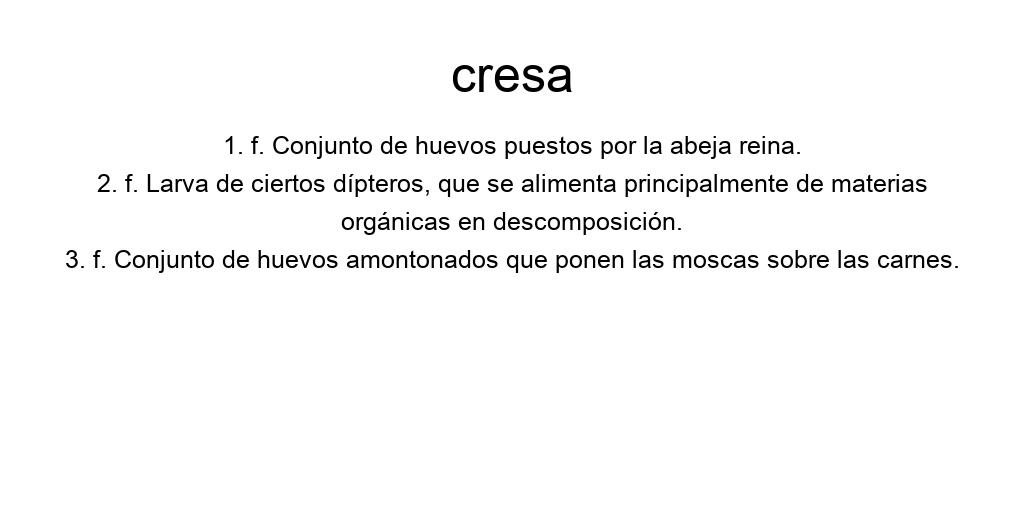 cresa
1. f. Conjunto de huevos puestos por la abeja reina.
2. f. Larva de ciertos dípteros, que se alimenta principalmente de materias
orgánicas en descomposición.
3. f. Conjunto de huevos amontonados que ponen las moscas sobre las carnes.